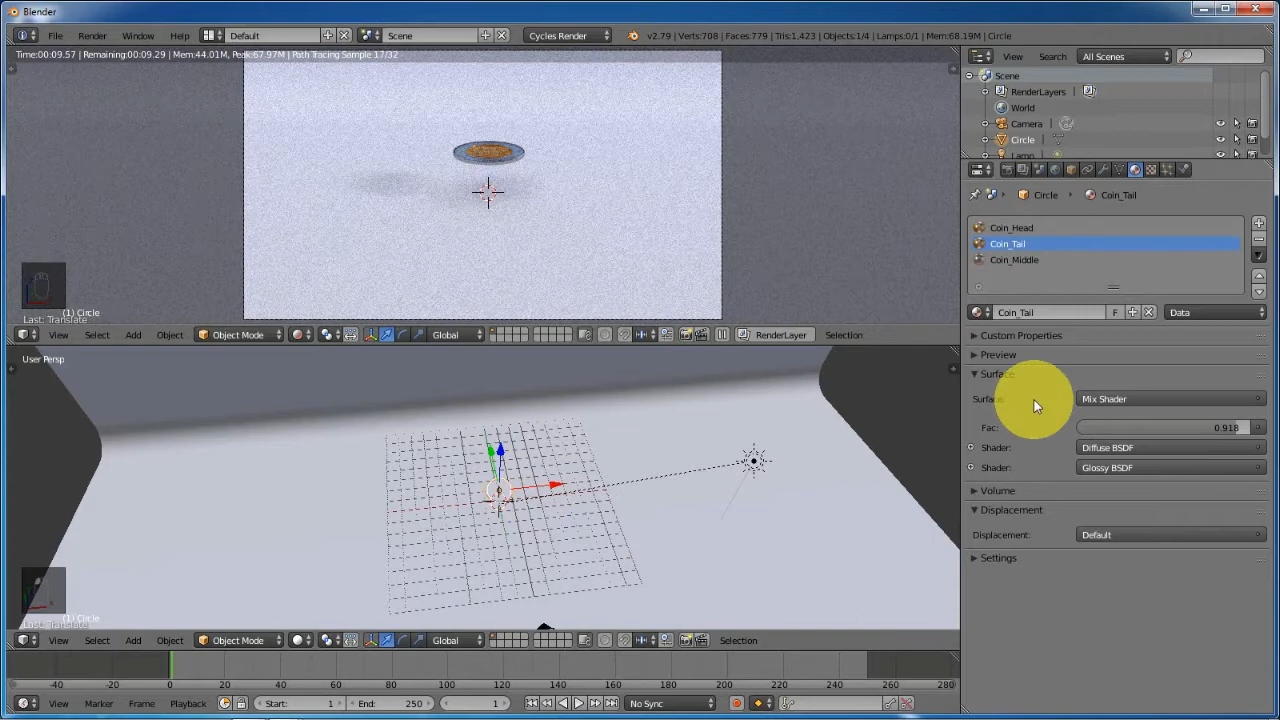 Blender
File Render Window Help Default Scene Cycles Render v2.79 | Verts:708 | Faces:779 | Tris:1,423 | Objects:1/4 | Lamps:0/1 | Mem:68.19M | Circle
Time:00:09.57 | Remaining:00:09.29 | Mem:44.01M, Peak:67.97M | Path Tracing Sample 17/32
View Search All Scenes
Scene
RenderLayers
World
Camera
Circle
Lamp
Circle Coin_Tail
Coin_Head
Coin_Tail
Coin_Middle
Coin_Tail F Data
Custom Properties
Preview
Surface
Surface: Mix Shader
Fac: 0.918
Shader: Diffuse BSDF
Shader: Glossy BSDF
Volume
Displacement
Displacement: Default
Settings
(1) Circle
Last: Translate
View Select Add Object Object Mode Global RenderLayer Selection
User Persp
(1) Circle
Last: Translate
View Select Add Object Object Mode Global Selection
-40 -20 0 20 40 60 80 100 120 140 160 180 200 220 240 260 280
View Marker Frame Playback Start: 1 End: 250 1 No Sync